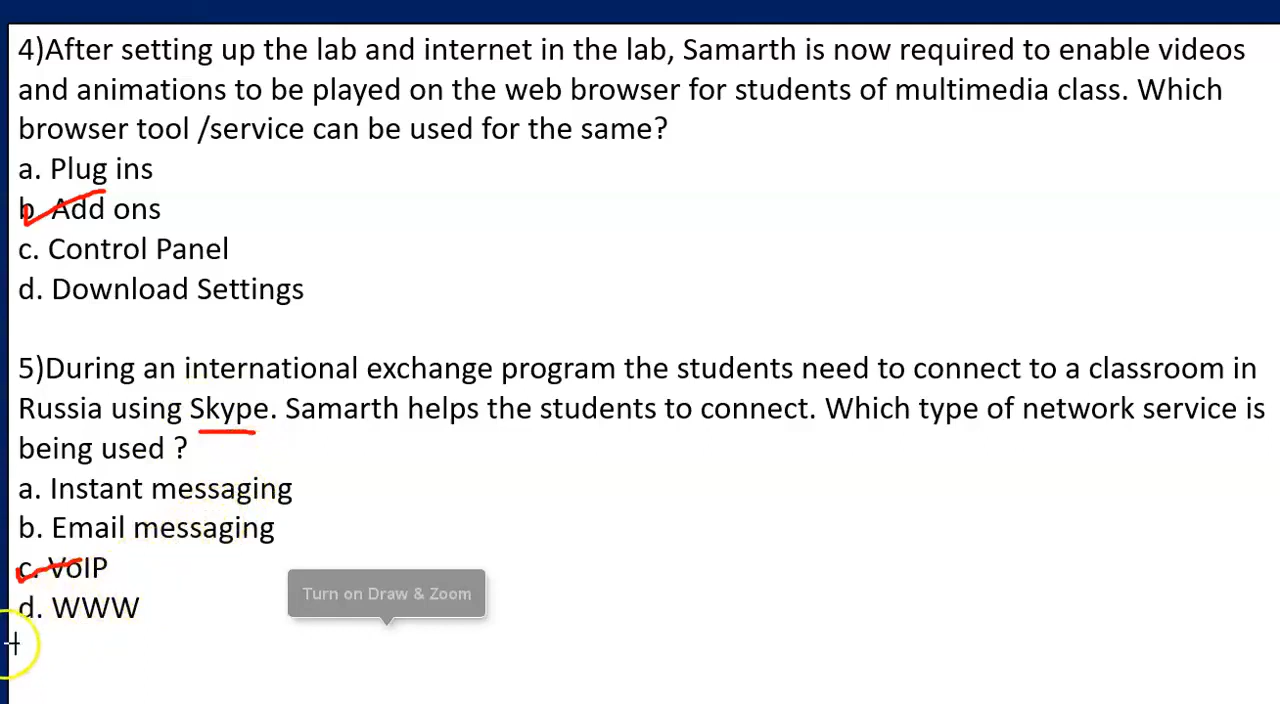 4)After setting up the lab and internet in the lab, Samarth is now required to enable videos
and animations to be played on the web browser for students of multimedia class. Which
browser tool /service can be used for the same?
a. Plug ins
b. Add ons
c. Control Panel
d. Download Settings
5)During an international exchange program the students need to connect to a classroom in
Russia using Skype. Samarth helps the students to connect. Which type of network service is
being used ?
a. Instant messaging
b. Email messaging
c. VoIP
Turn on Draw & Zoom
d. WWW